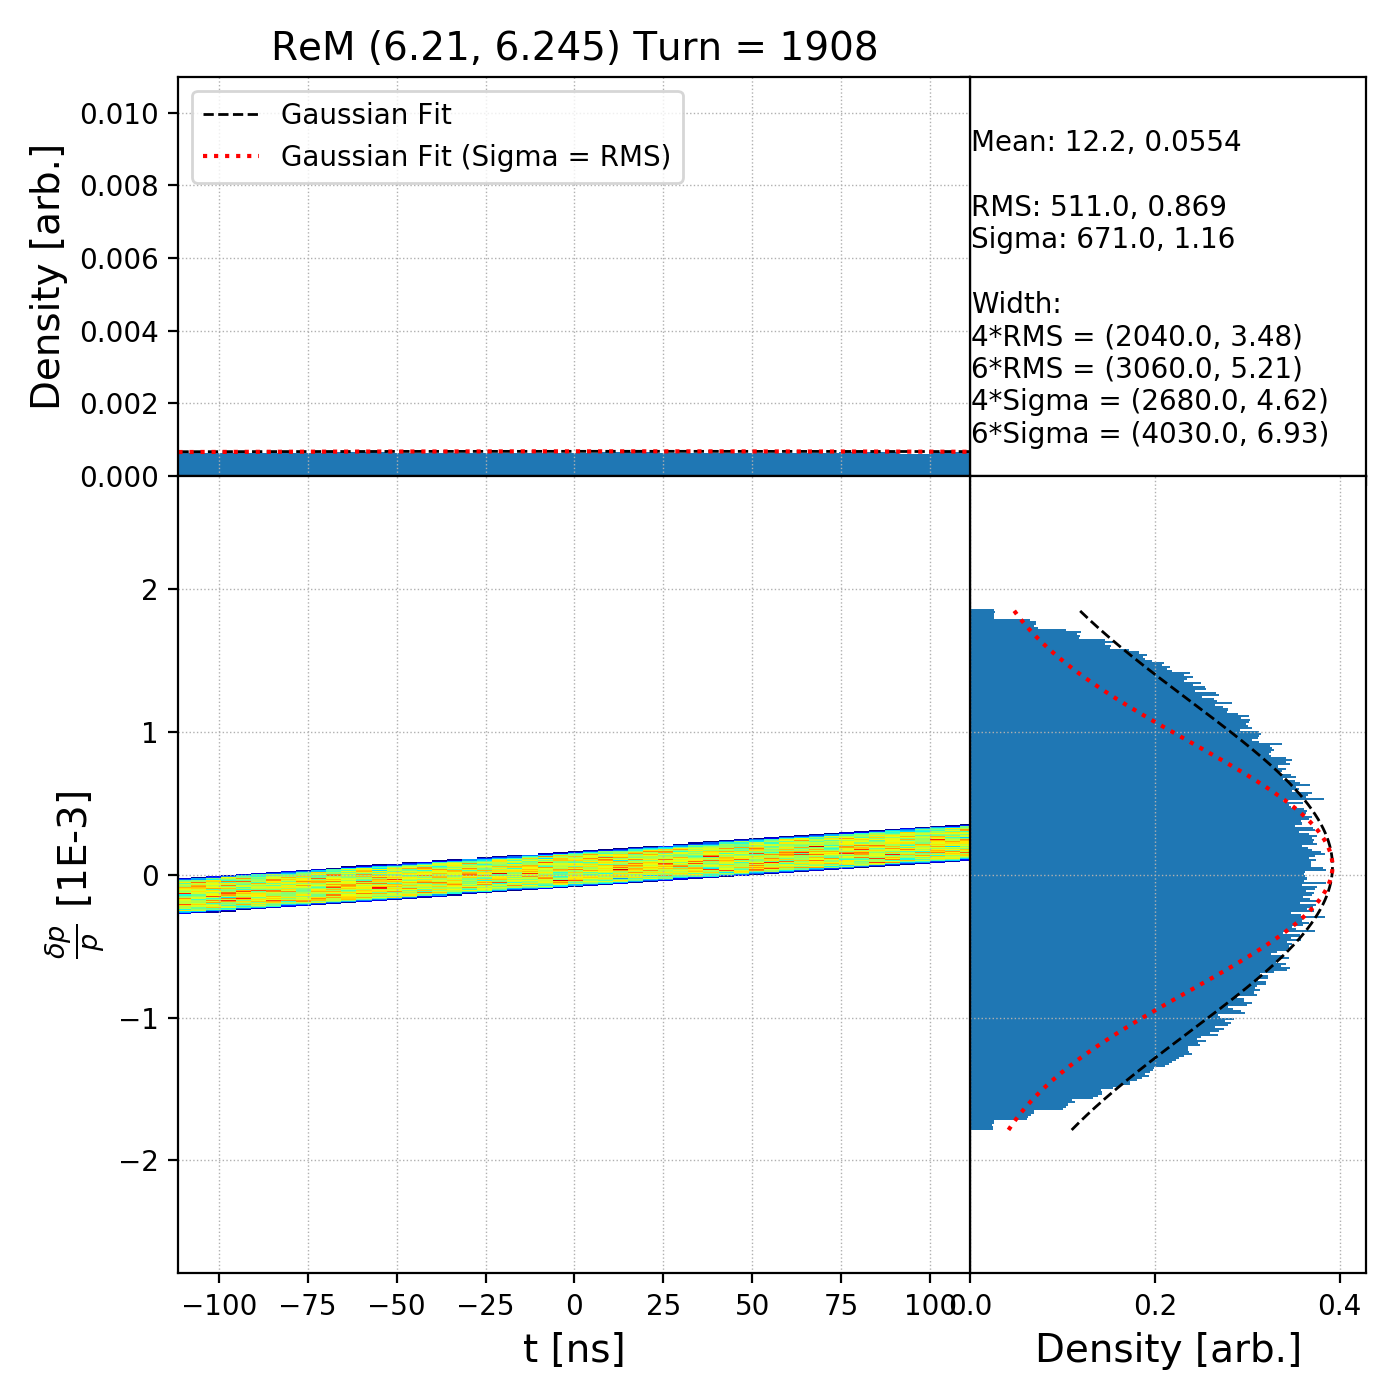 ReM (6.21, 6.245) Turn = 1908
Density [arb.]
0.010
0.008
0.006
0.004
0.002
0.000
Gaussian Fit
Gaussian Fit (Sigma = RMS)
Mean: 12.2, 0.0554
RMS: 511.0, 0.869
Sigma: 671.0, 1.16
Width:
4*RMS = (2040.0, 3.48)
6*RMS = (3060.0, 5.21)
4*Sigma = (2680.0, 4.62)
6*Sigma = (4030.0, 6.93)
δp/p [1E-3]
2
1
0
−1
−2
−100 −75 −50 −25 0 25 50 75 100
t [ns]
0.0 0.2 0.4
Density [arb.]